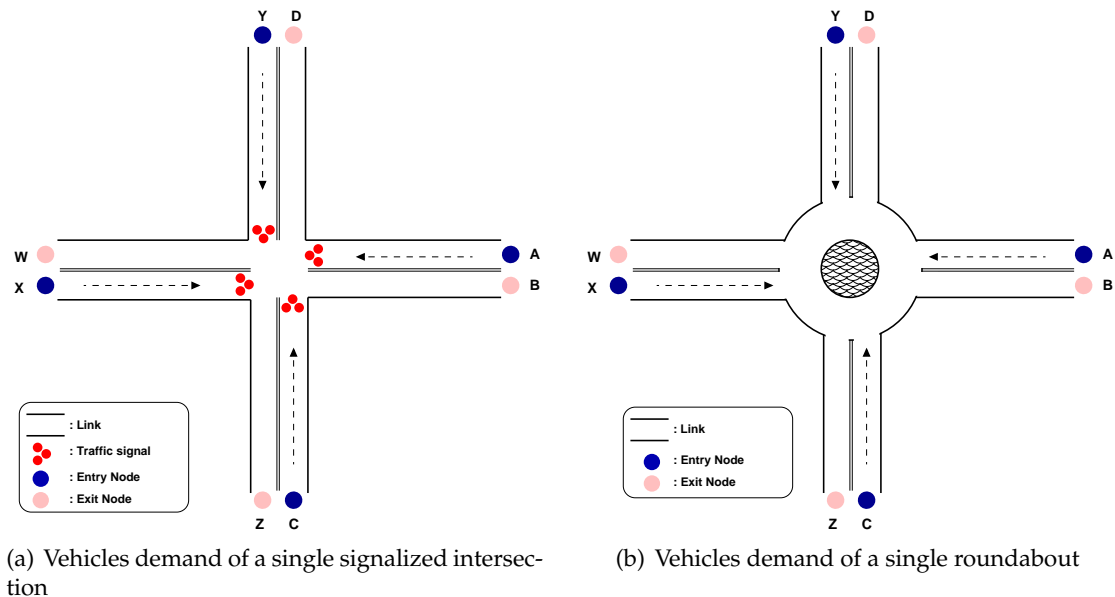 Y D
W
X
A
B
Z C
: Link
: Traffic signal
: Entry Node
: Exit Node
(a) Vehicles demand of a single signalized intersec-
tion
Y D
W
X
A
B
Z C
: Link
: Entry Node
: Exit Node
(b) Vehicles demand of a single roundabout